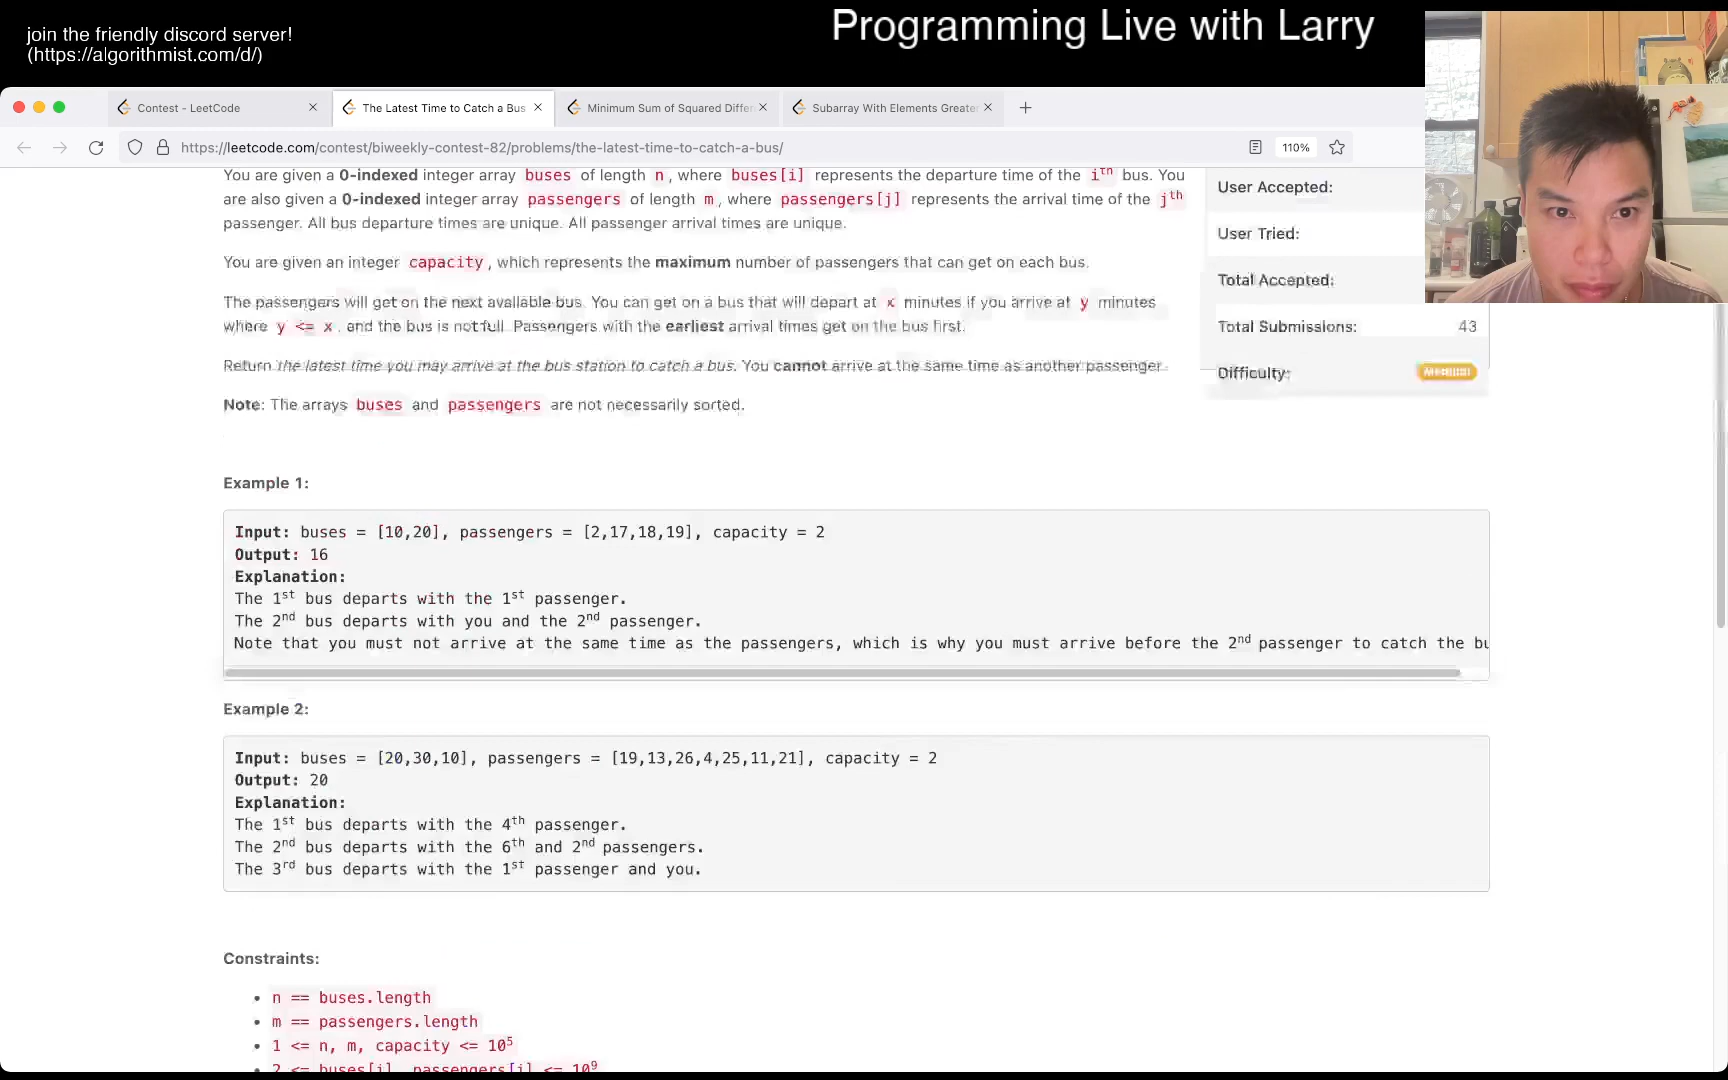 join the friendly discord server!
(https://algorithmist.com/d/)
Programming Live with Larry
Contest - LeetCode
The Latest Time to Catch a Bus
Minimum Sum of Squared Differ
Subarray With Elements Greater
https://leetcode.com/contest/biweekly-contest-82/problems/the-latest-time-to-catch-a-bus/
110%
You are given a 0-indexed integer array buses of length n, where buses[i] represents the departure time of the ith bus. You
are also given a 0-indexed integer array passengers of length m, where passengers[j] represents the arrival time of the jth
passenger. All bus departure times are unique. All passenger arrival times are unique.
You are given an integer capacity, which represents the maximum number of passengers that can get on each bus.
The passengers will get on the next available bus. You can get on a bus that will depart at x minutes if you arrive at y minutes
where y <= x, and the bus is not full. Passengers with the earliest arrival times get on the bus first.
Return the latest time you may arrive at the bus station to catch a bus. You cannot arrive at the same time as another passenger.
Note: The arrays buses and passengers are not necessarily sorted.
User Accepted:
User Tried:
Total Accepted:
Total Submissions: 43
Difficulty: Medium
Example 1:
Input: buses = [10,20], passengers = [2,17,18,19], capacity = 2
Output: 16
Explanation:
The 1st bus departs with the 1st passenger.
The 2nd bus departs with you and the 2nd passenger.
Note that you must not arrive at the same time as the passengers, which is why you must arrive before the 2nd passenger to catch the bu
Example 2:
Input: buses = [20,30,10], passengers = [19,13,26,4,25,11,21], capacity = 2
Output: 20
Explanation:
The 1st bus departs with the 4th passenger.
The 2nd bus departs with the 6th and 2nd passengers.
The 3rd bus departs with the 1st passenger and you.
Constraints:
• n == buses.length
• m == passengers.length
• 1 <= n, m, capacity <= 10^5
• 2 <= buses[i], passengers[i] <= 10^9